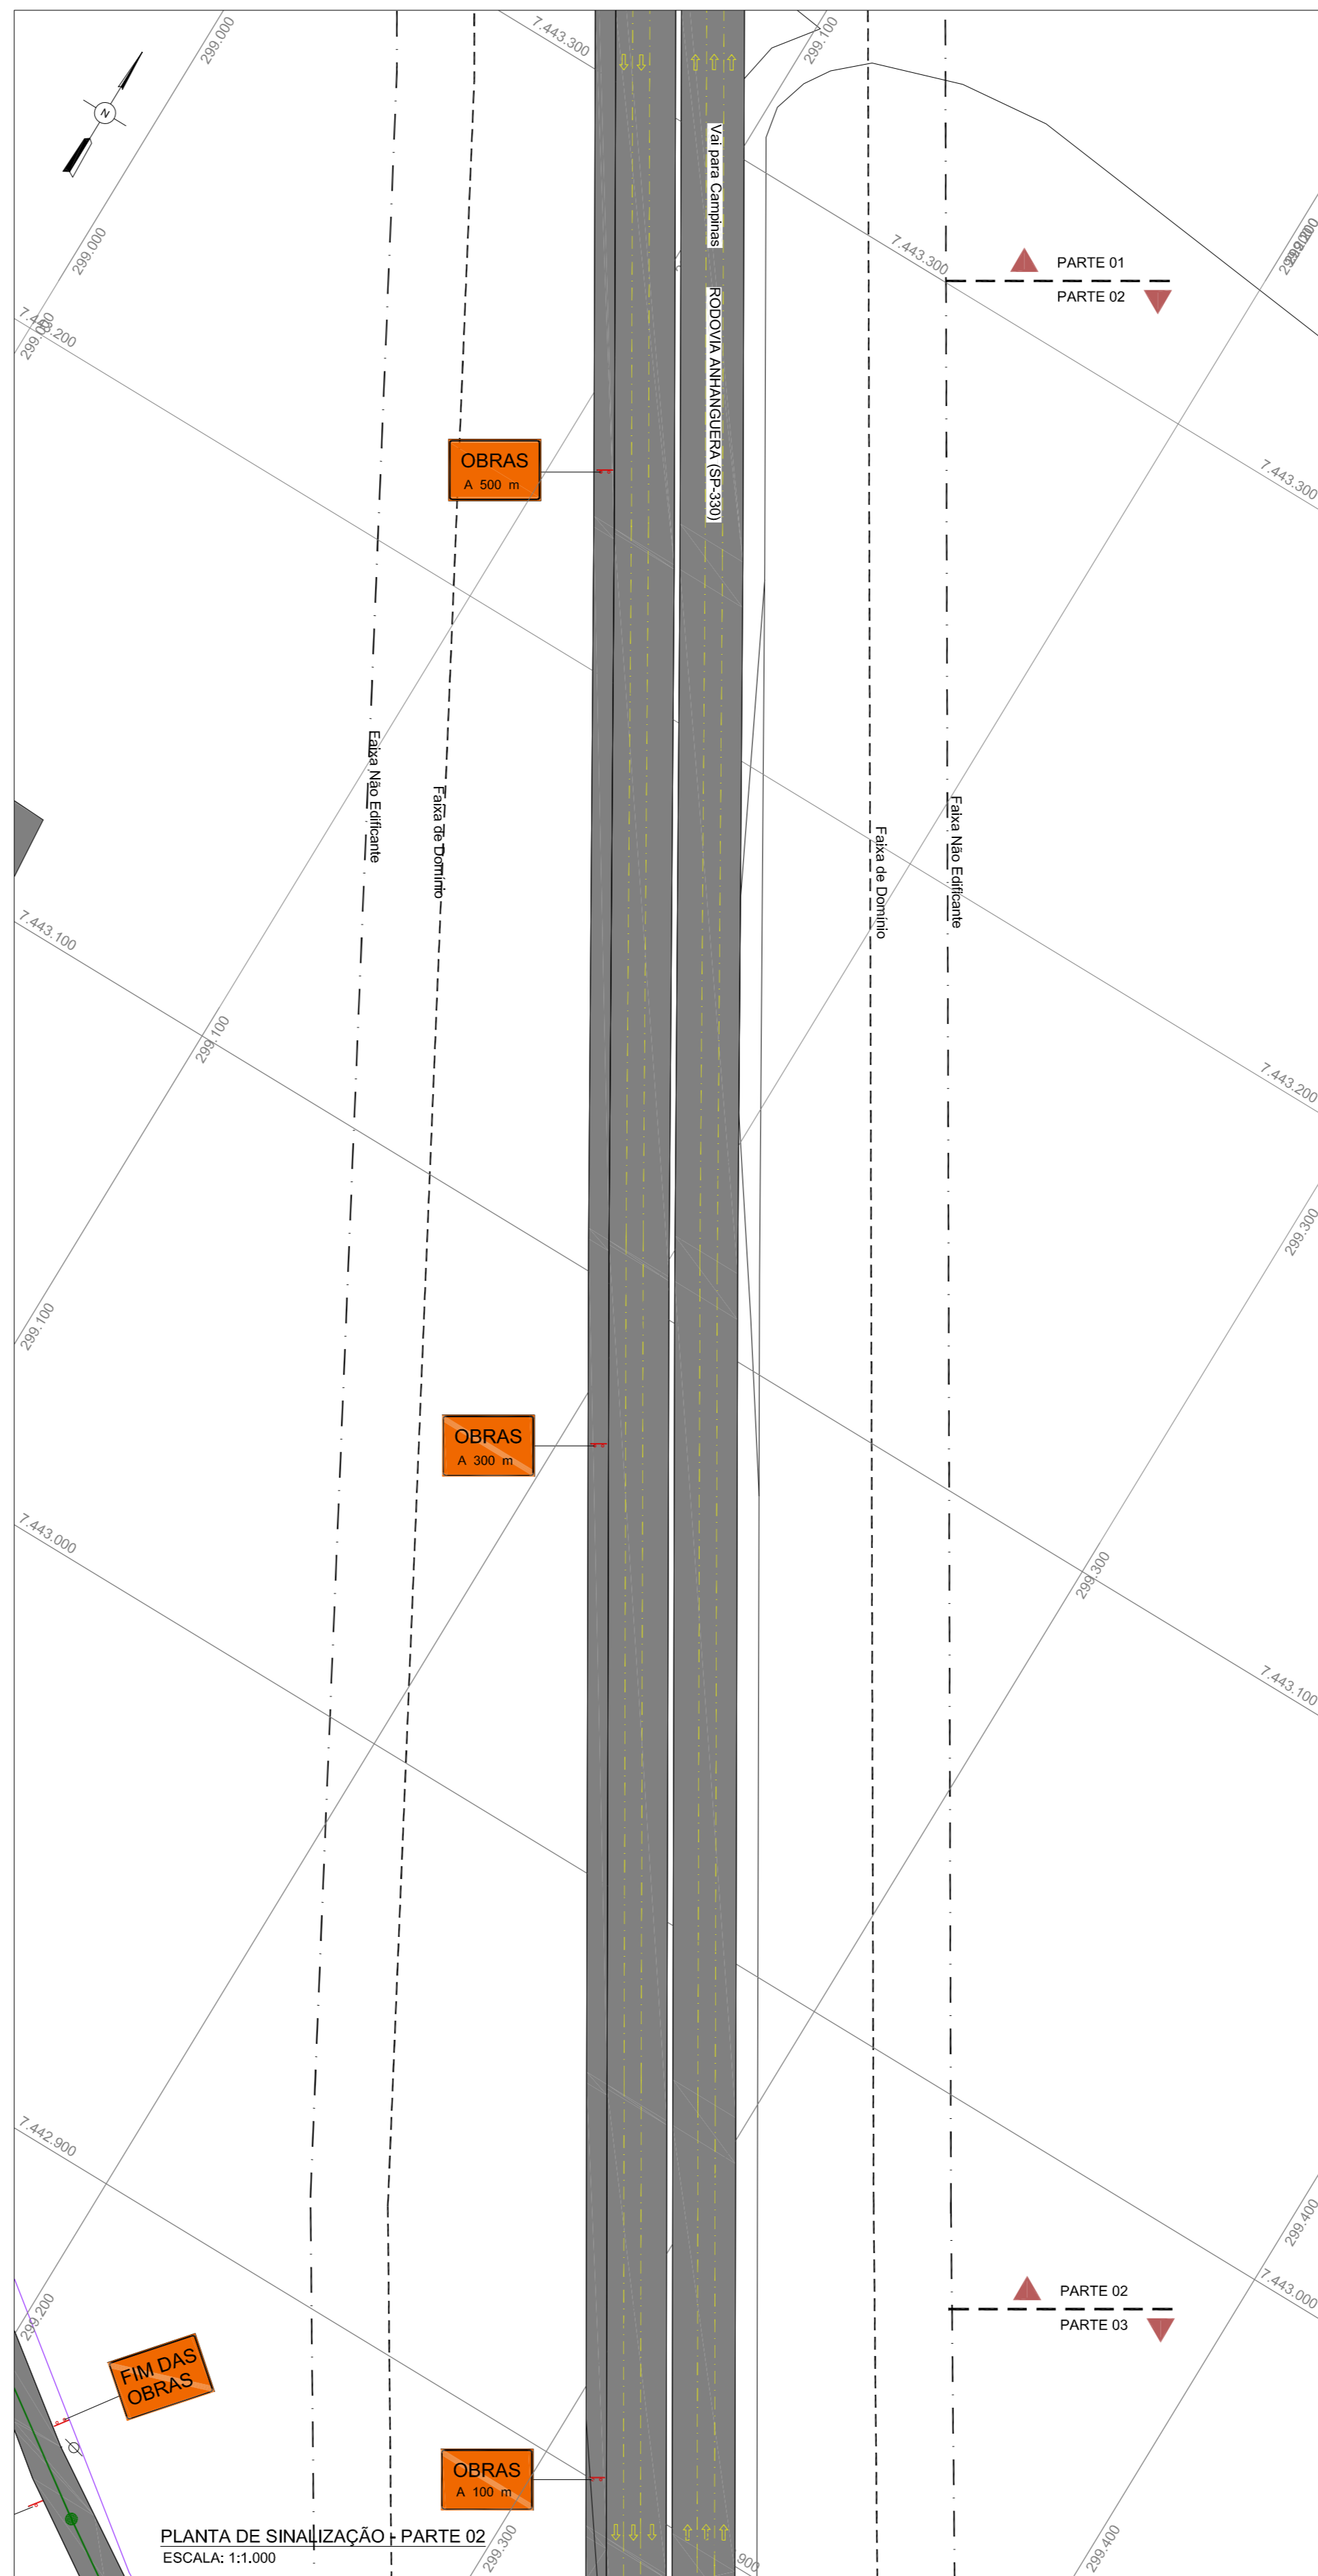 299.000
7.443.300
299.100
N
Vai para Campinas
299.000
7.443.300
299.200
PARTE 01
PARTE 02
7.443.200
299.000
RODOVIA ANHANGUERA (SP-330)
OBRAS
A 500 m
7.443.300
Faixa Não Edificante
Faixa de Domínio
Faixa de Domínio
Faixa Não Edificante
7.443.100
299.100
7.443.200
299.300
299.100
OBRAS
A 300 m
7.443.000
299.300
7.443.100
7.442.900
299.400
7.443.000
PARTE 02
PARTE 03
299.200
FIM DAS
OBRAS
OBRAS
A 100 m
PLANTA DE SINALIZAÇÃO - PARTE 02
ESCALA: 1:1.000
299.300
900
299.400